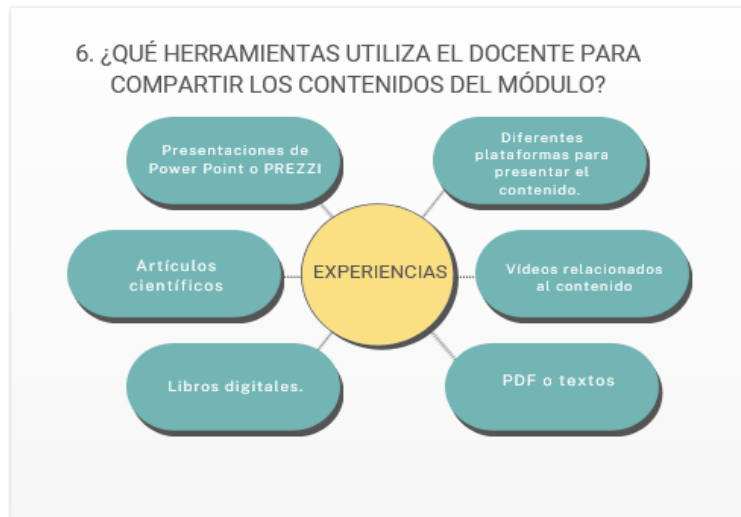 6. ¿QUÉ HERRAMIENTAS UTILIZA EL DOCENTE PARA
COMPARTIR LOS CONTENIDOS DEL MÓDULO?
Presentaciones de
Power Point o PREZZI
Diferentes
plataformas para
presentar el
contenido.
Artículos
científicos
EXPERIENCIAS
Vídeos relacionados
al contenido
Libros digitales.
PDF o textos